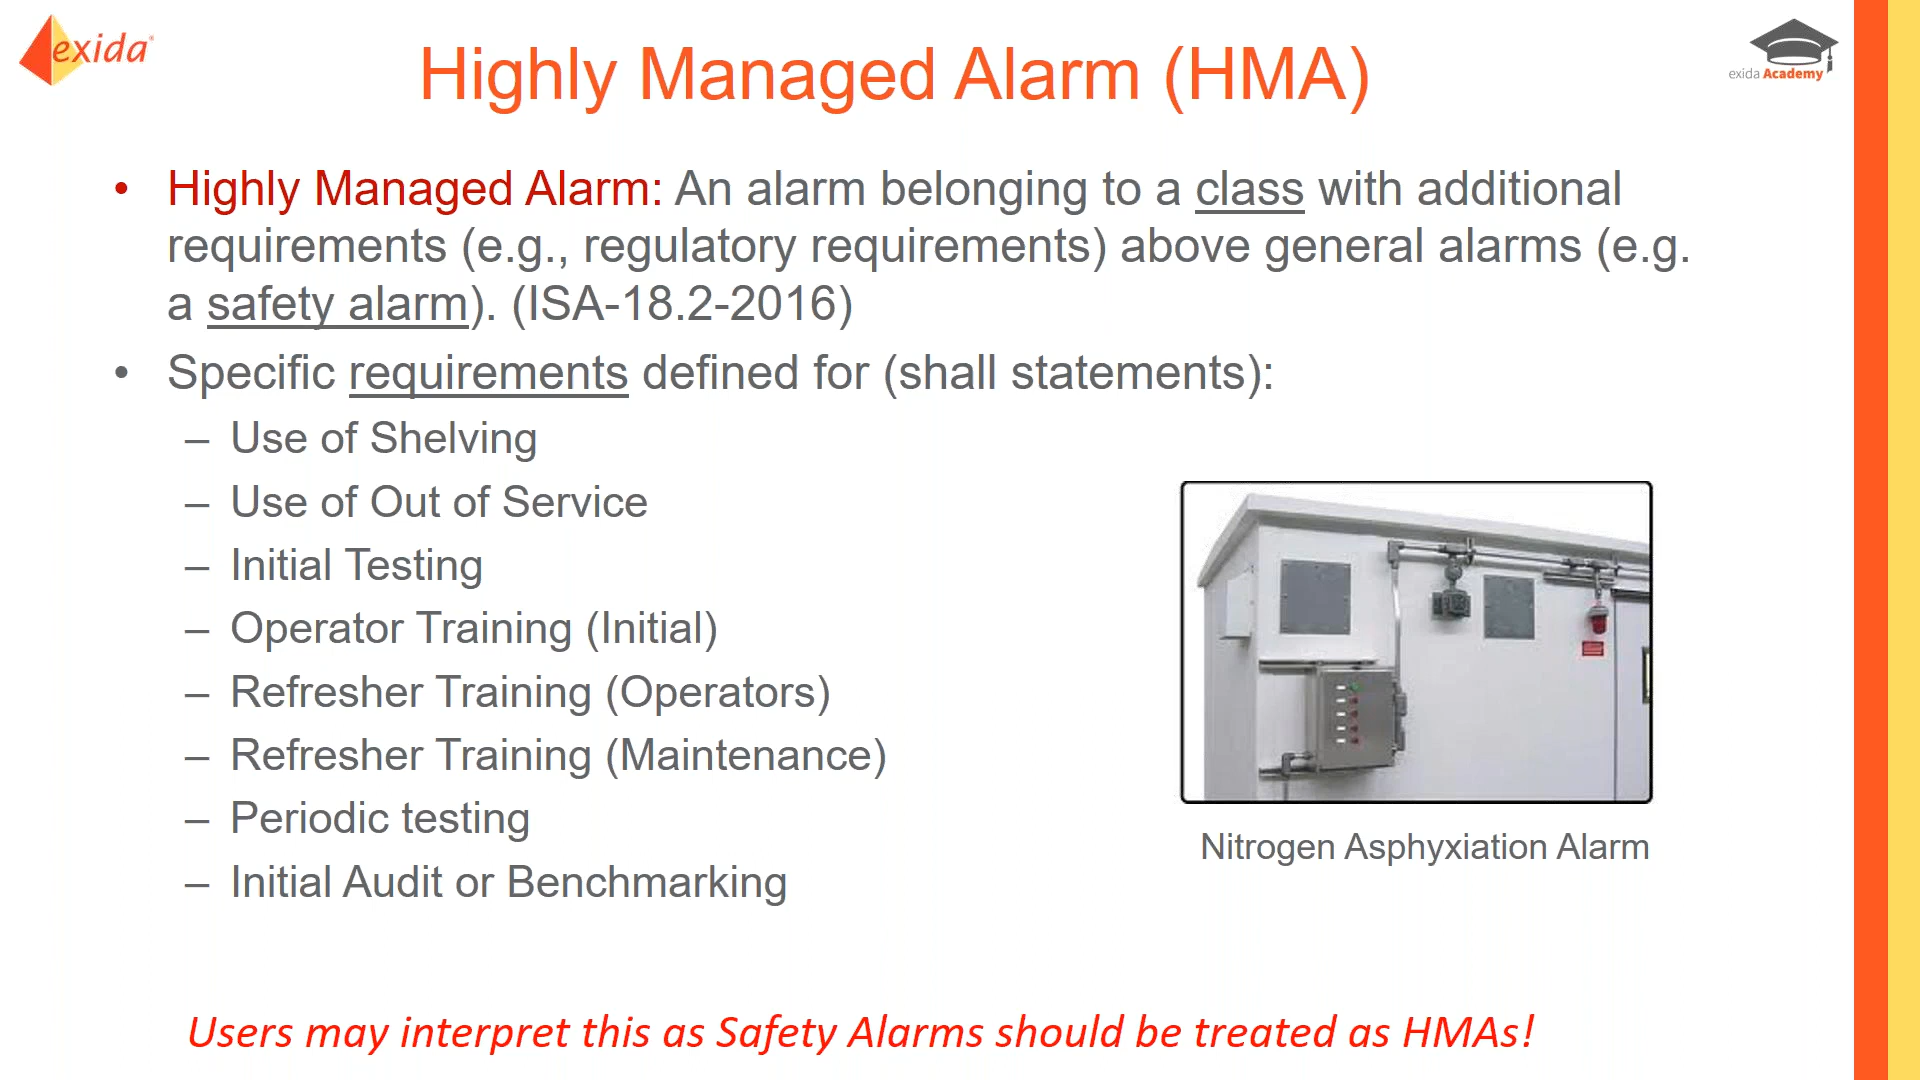 exida
Highly Managed Alarm (HMA)
exida Academy
• Highly Managed Alarm: An alarm belonging to a class with additional
requirements (e.g., regulatory requirements) above general alarms (e.g.
a safety alarm). (ISA-18.2-2016)
• Specific requirements defined for (shall statements):
– Use of Shelving
– Use of Out of Service
– Initial Testing
– Operator Training (Initial)
– Refresher Training (Operators)
– Refresher Training (Maintenance)
– Periodic testing
– Initial Audit or Benchmarking
Nitrogen Asphyxiation Alarm
Users may interpret this as Safety Alarms should be treated as HMAs!